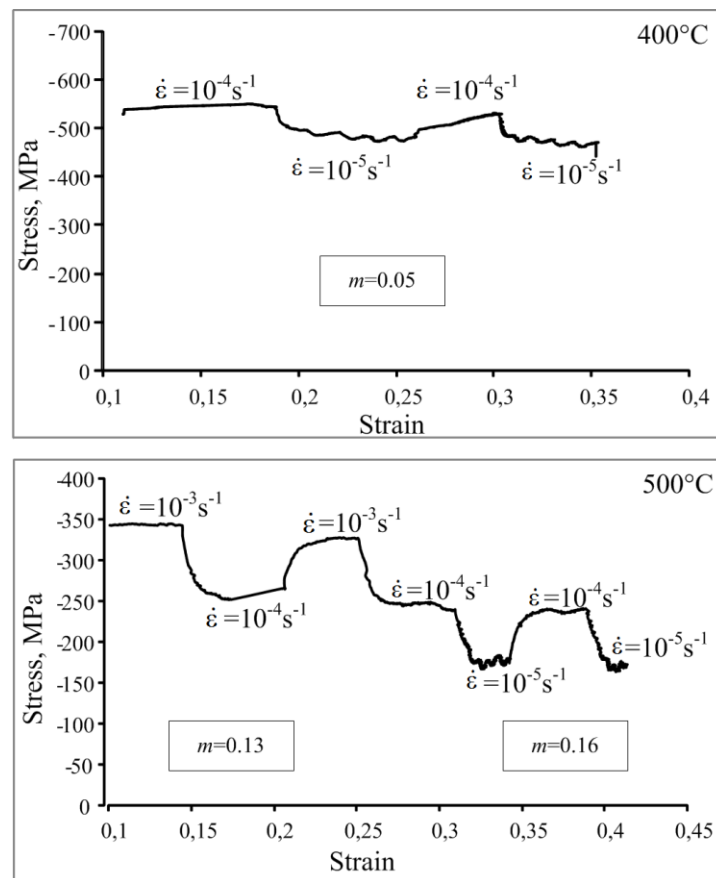 -700
400°C
-600
ε̇ =10⁻⁴s⁻¹
ε̇ =10⁻⁴s⁻¹
-500
ε̇ =10⁻⁵s⁻¹
ε̇ =10⁻⁵s⁻¹
-400
Stress, MPa
-300
-200
m=0.05
-100
0
0,1 0,15 0,2 0,25 0,3 0,35 0,4
Strain
-400
500°C
ε̇ =10⁻³s⁻¹
-350
ε̇ =10⁻³s⁻¹
-300
ε̇ =10⁻⁴s⁻¹
ε̇ =10⁻⁴s⁻¹
-250
ε̇ =10⁻⁴s⁻¹
-200
ε̇ =10⁻⁵s⁻¹
ε̇ =10⁻⁵s⁻¹
-150
Stress, MPa
-100
m=0.13
m=0.16
-50
0
0,1 0,15 0,2 0,25 0,3 0,35 0,4 0,45
Strain